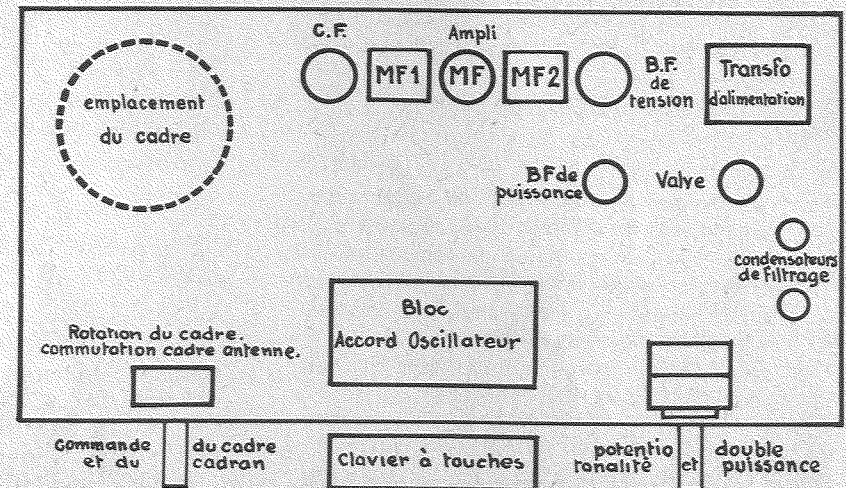 C.F.
Ampli
MF1
MF
MF2
B.F.
de
tension
Transfo
d'alimentation
emplacement
du cadre
BF de
puissance
Valve
condensateurs
de Filtrage
Bloc
Accord Oscillateur
Rotation du cadre.
commutation cadre antenne.
commande du cadre
et du cadran
Clavier à touches
potentio double
tonalité et puissance